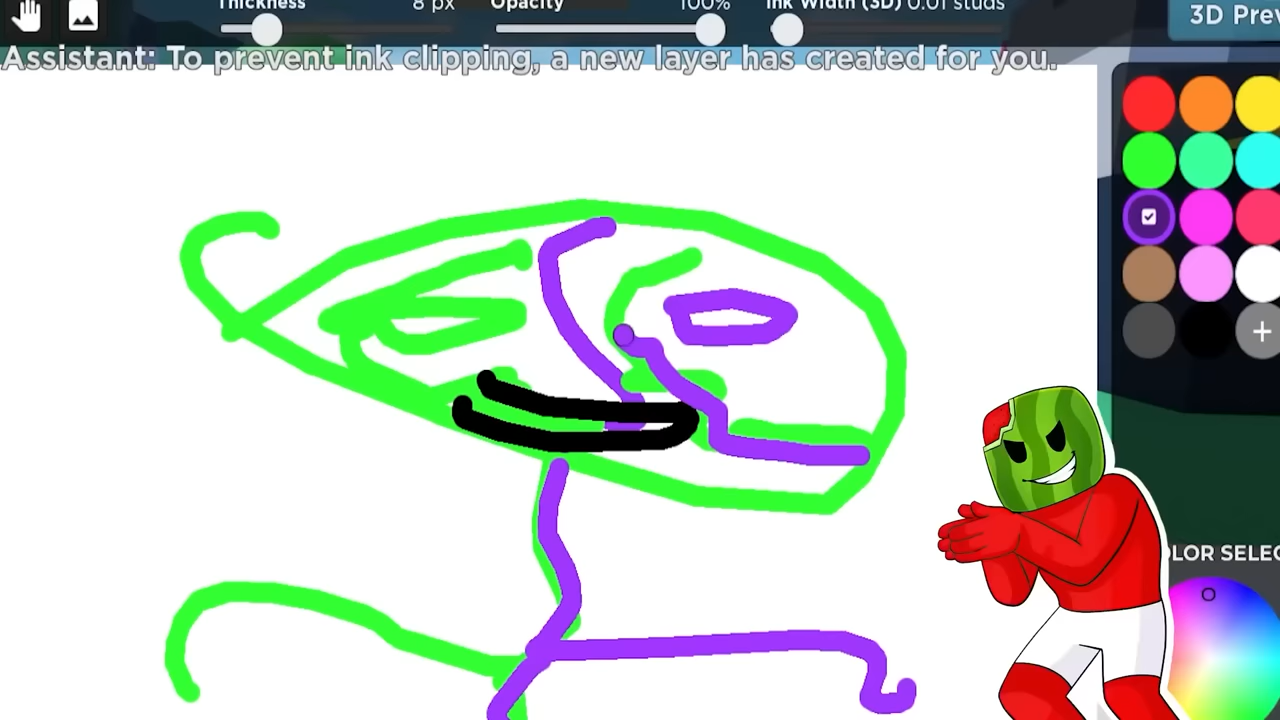 Thickness 8 px Opacity 100% Ink Width (3D) 0.01 studs
3D Prev
Assistant: To prevent ink clipping, a new layer has created for you.
+
OLOR SELEC